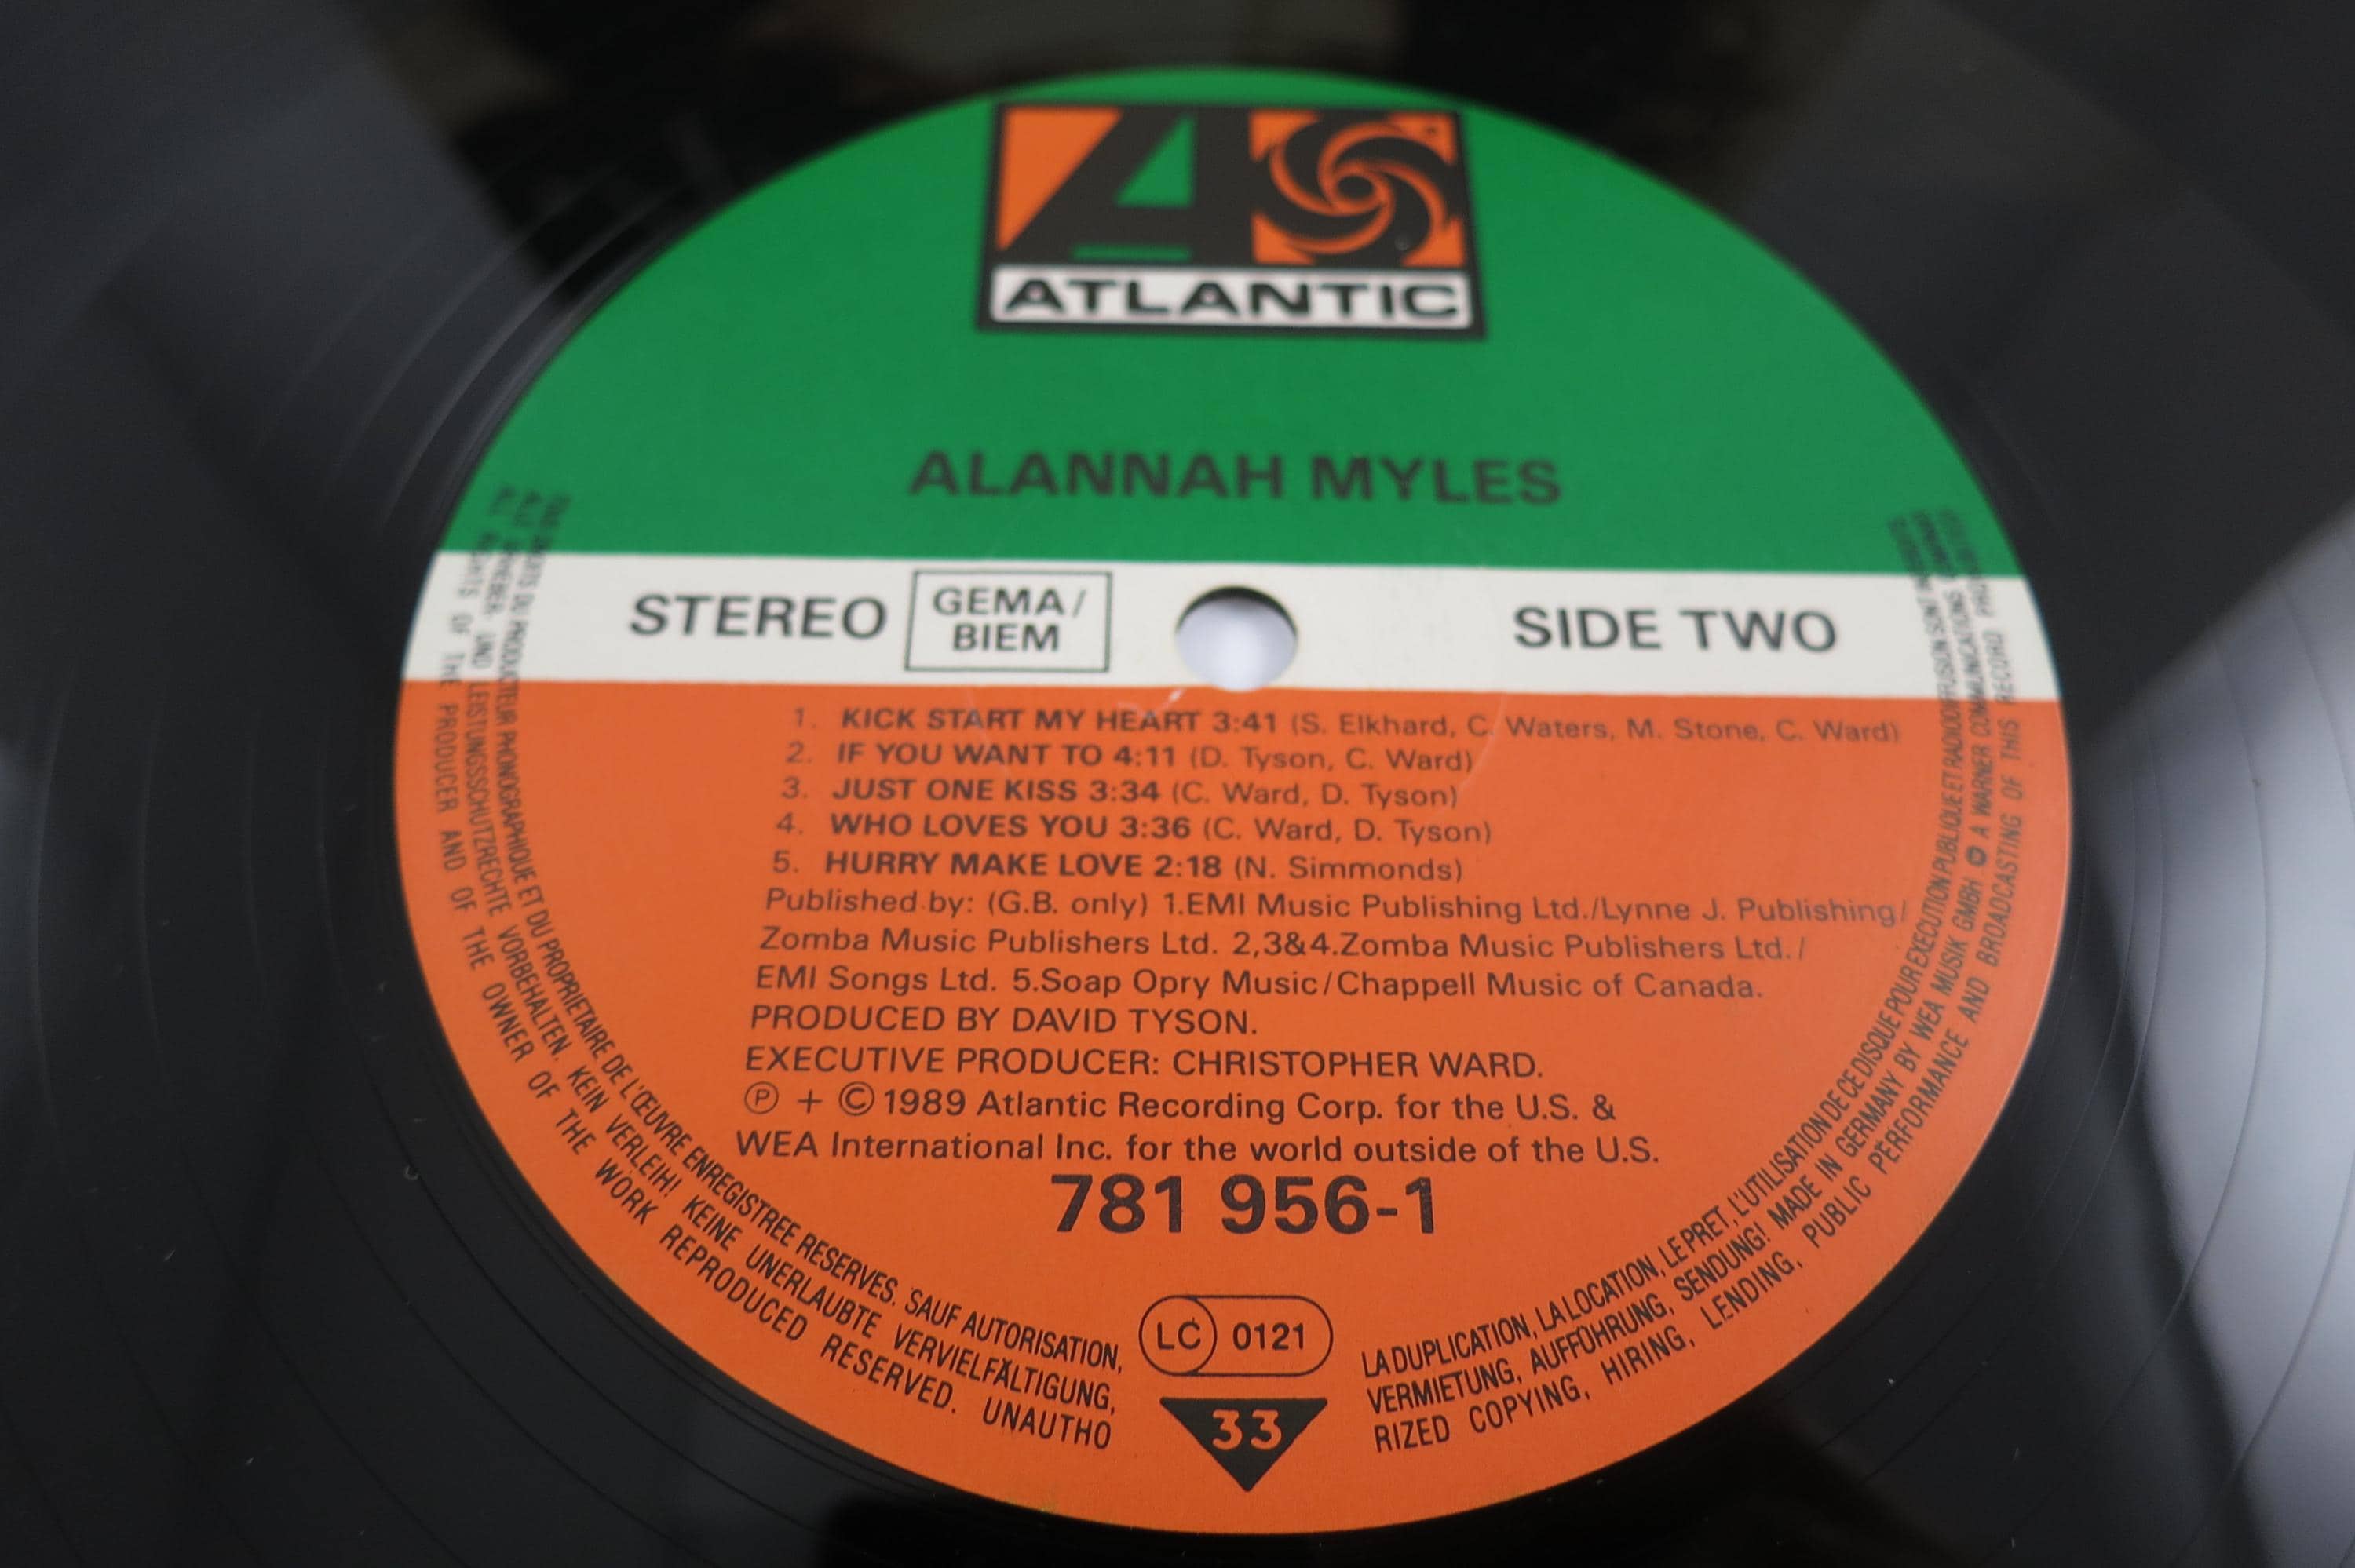 ATLANTIC
ALANNAH MYLES
STEREO GEMA/ BIEM SIDE TWO
1. KICK START MY HEART 3:41 (S. Elkhard, C. Waters, M. Stone, C. Ward)
2. IF YOU WANT TO 4:11 (D. Tyson, C. Ward)
3. JUST ONE KISS 3:34 (C. Ward, D. Tyson)
4. WHO LOVES YOU 3:36 (C. Ward, D. Tyson)
5. HURRY MAKE LOVE 2:18 (N. Simmonds)
Published by: (G.B. only) 1.EMI Music Publishing Ltd./Lynne J. Publishing/
Zomba Music Publishers Ltd. 2,3&4.Zomba Music Publishers Ltd./
EMI Songs Ltd. 5.Soap Opry Music/Chappell Music of Canada.
PRODUCED BY DAVID TYSON.
EXECUTIVE PRODUCER: CHRISTOPHER WARD.
Ⓟ + © 1989 Atlantic Recording Corp. for the U.S. &
WEA International Inc. for the world outside of the U.S.
781 956-1
LC 0121
33
DU PRODUCTEUR PHONOGRAPHIQUE ET DU PROPRIETAIRE DE L'ŒUVRE ENREGISTREE RESERVES. SAUF AUTORISATION, LA DUPLICATION, LA LOCATION, LE PRET, L'UTILISATION DE CE DISQUE POUR EXECUTION PUBLIQUE ET RADIODIFFUSION SONT
URHEBER- UND LEISTUNGSSCHUTZRECHTE VORBEHALTEN. KEIN VERLEIH! KEINE UNERLAUBTE VERVIELFÄLTIGUNG, VERMIETUNG, AUFFÜHRUNG, SENDUNG! MADE IN GERMANY BY WEA MUSIK GMBH A WARNER COMMUNICATIONS
RIGHTS OF THE PRODUCER AND OF THE OWNER OF THE WORK REPRODUCED RESERVED. UNAUTHO RIZED COPYING, HIRING, LENDING, PUBLIC PERFORMANCE AND BROADCASTING OF THIS RECORD